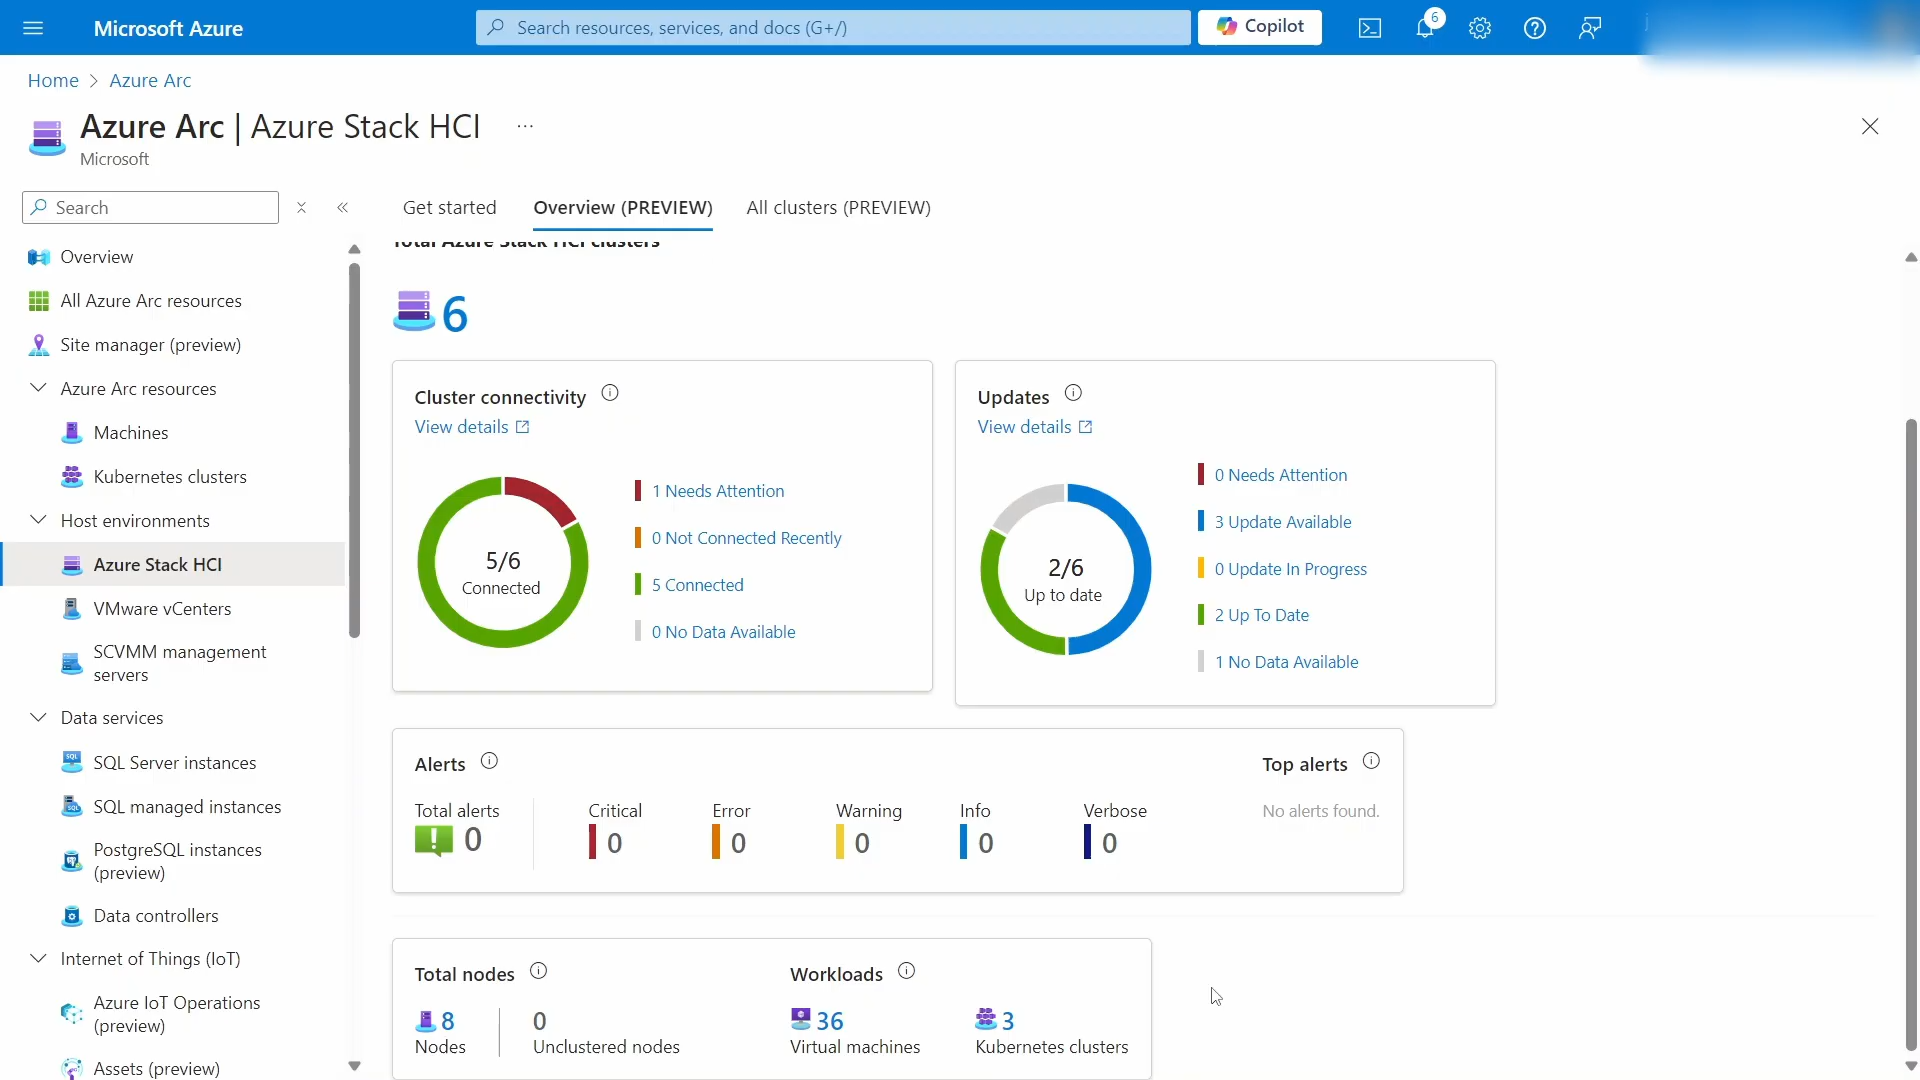 Microsoft Azure
Search resources, services, and docs (G+/)
Copilot
6
Home > Azure Arc
Azure Arc | Azure Stack HCI ...
Microsoft
Search
Get started
Overview (PREVIEW)
All clusters (PREVIEW)
Overview
All Azure Arc resources
Site manager (preview)
Azure Arc resources
Machines
Kubernetes clusters
Host environments
Azure Stack HCI
VMware vCenters
SCVMM management
servers
Data services
SQL Server instances
SQL managed instances
PostgreSQL instances
(preview)
Data controllers
Internet of Things (IoT)
Azure IoT Operations
(preview)
Assets (preview)
Total Azure Stack HCI clusters
6
Cluster connectivity
View details
5/6
Connected
1 Needs Attention
0 Not Connected Recently
5 Connected
0 No Data Available
Updates
View details
2/6
Up to date
0 Needs Attention
3 Update Available
0 Update In Progress
2 Up To Date
1 No Data Available
Alerts
Total alerts
0
Critical
0
Error
0
Warning
0
Info
0
Verbose
0
Top alerts
No alerts found.
Total nodes
8
Nodes
0
Unclustered nodes
Workloads
36
Virtual machines
3
Kubernetes clusters